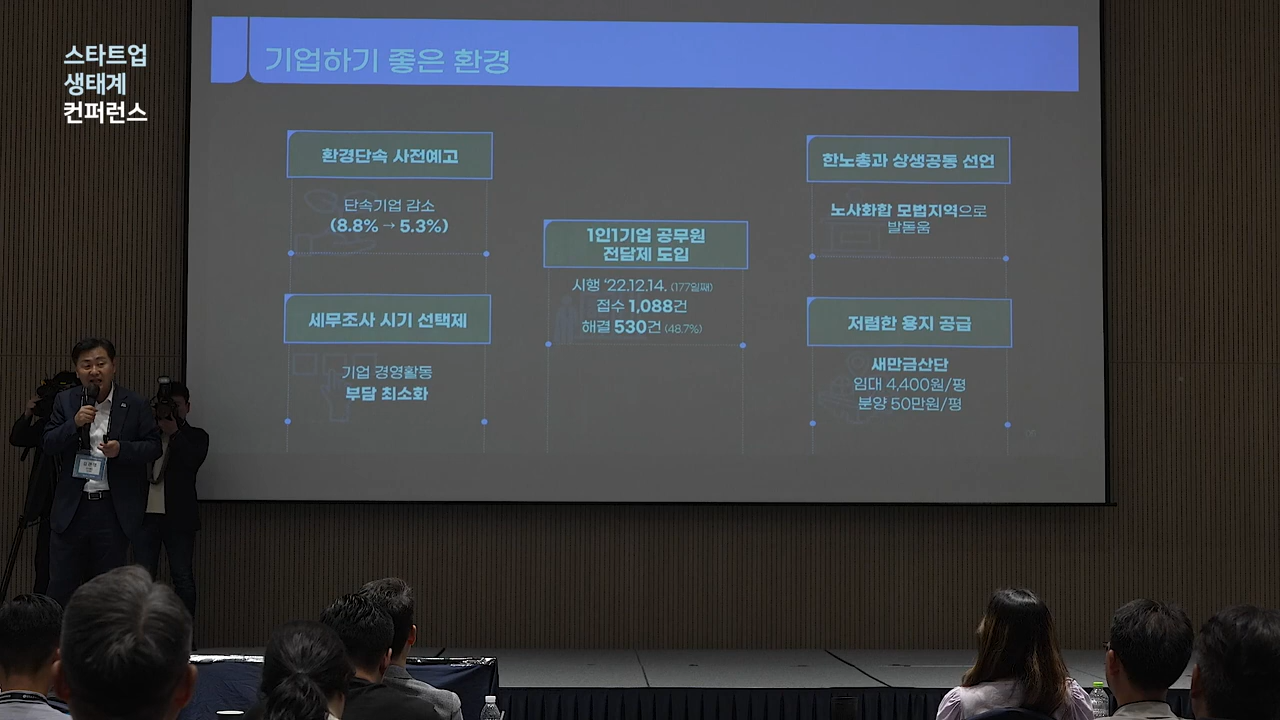 스타트업
생태계
컨퍼런스
기업하기 좋은 환경
환경단속 사전예고
단속기업 감소
(8.8% → 5.3%)
세무조사 시기 선택제
기업 경영활동
부담 최소화
1인1기업 공무원
전담제 도입
시행 ‘22.12.14. (177일째)
접수 1,088건
해결 530건 (48.7%)
한노총과 상생공동 선언
노사화합 모범지역으로
발돋움
저렴한 용지 공급
새만금산단
임대 4,400원/평
분양 50만원/평